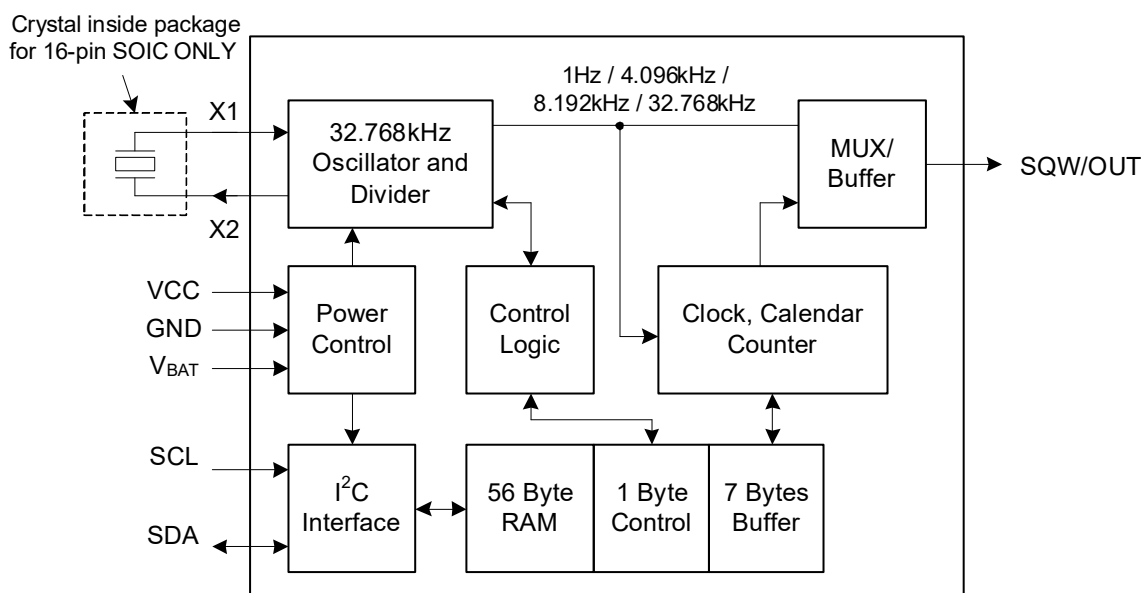 Crystal inside package
for 16-pin SOIC ONLY
X1
X2
1Hz / 4.096kHz /
8.192kHz / 32.768kHz
32.768kHz
Oscillator and
Divider
MUX/
Buffer
SQW/OUT
VCC
GND
VBAT
Power
Control
Control
Logic
Clock, Calendar
Counter
SCL
SDA
I²C
Interface
56 Byte
RAM
1 Byte
Control
7 Bytes
Buffer